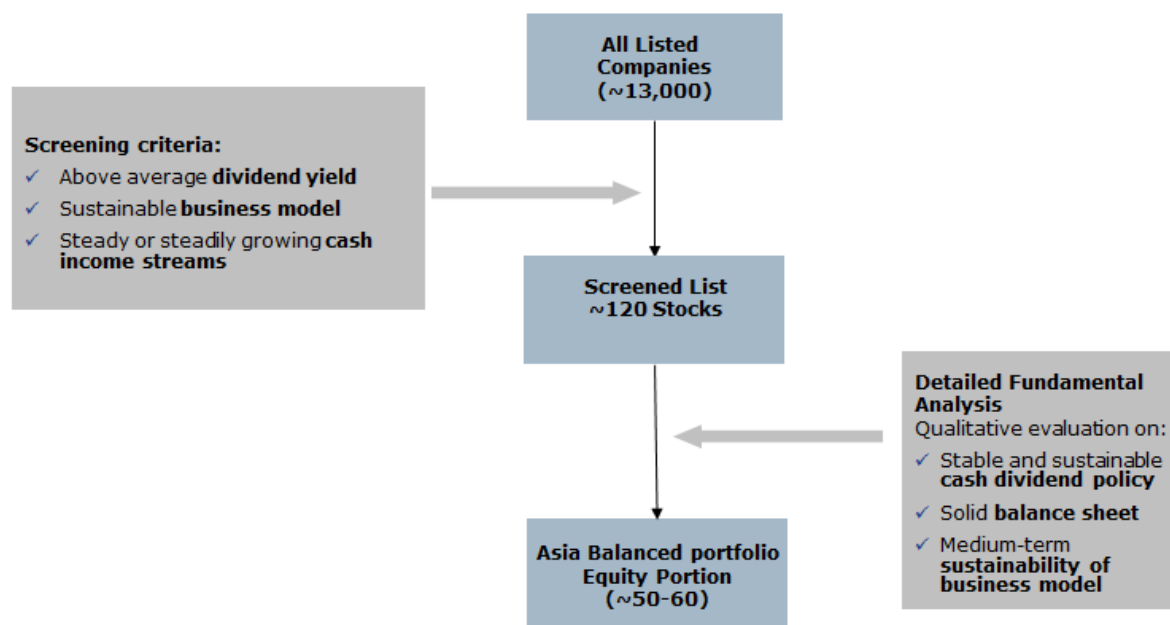 All Listed
Companies
(~13,000)
Screening criteria:
✓ Above average dividend yield
✓ Sustainable business model
✓ Steady or steadily growing cash
income streams
Screened List
~120 Stocks
Detailed Fundamental
Analysis
Qualitative evaluation on:
✓ Stable and sustainable
cash dividend policy
✓ Solid balance sheet
✓ Medium-term
sustainability of
business model
Asia Balanced portfolio
Equity Portion
(~50-60)